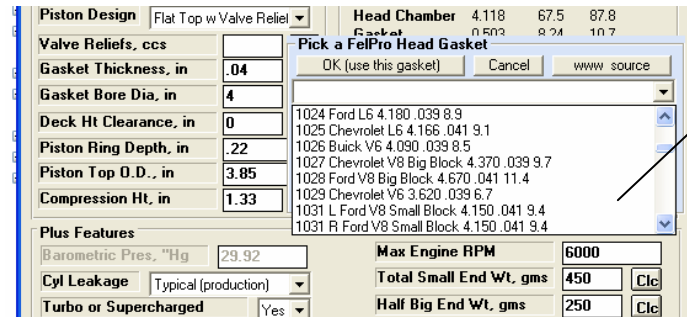 Piston Design Flat Top w Valve Relief
Head Chamber 4.118 67.5 87.8
Gasket 0.503 8.24 10.7
Valve Reliefs, ccs
Pick a FelPro Head Gasket
Gasket Thickness, in .04
OK (use this gasket) Cancel www source
Gasket Bore Dia, in 4
Deck Ht Clearance, in 0
Piston Ring Depth, in .22
Piston Top O.D., in 3.85
Compression Ht, in 1.33
1024 Ford L6 4.180 .039 8.9
1025 Chevrolet L6 4.166 .041 9.1
1026 Buick V6 4.090 .039 8.5
1027 Chevrolet V8 Big Block 4.370 .039 9.7
1028 Ford V8 Big Block 4.670 .041 11.4
1029 Chevrolet V6 3.620 .039 6.7
1031 L Ford V8 Small Block 4.150 .041 9.4
1031 R Ford V8 Small Block 4.150 .041 9.4
Plus Features
Barometric Pres, "Hg 29.92
Cyl Leakage Typical (production)
Turbo or Supercharged Yes
Max Engine RPM 6000
Total Small End Wt, gms 450 Clc
Half Big End Wt, gms 250 Clc